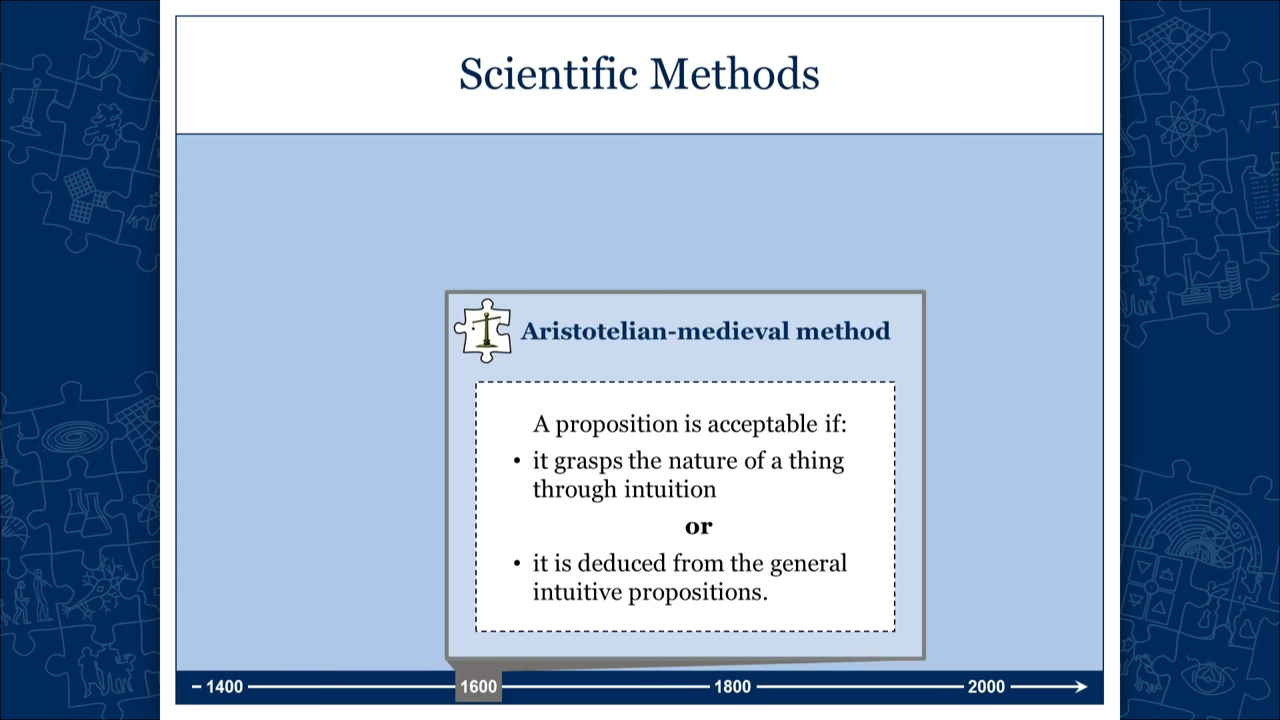 Scientific Methods
√-1
Aristotelian-medieval method
A proposition is acceptable if:
• it grasps the nature of a thing
through intuition
or
• it is deduced from the general
intuitive propositions.
1400
1600
1800
2000